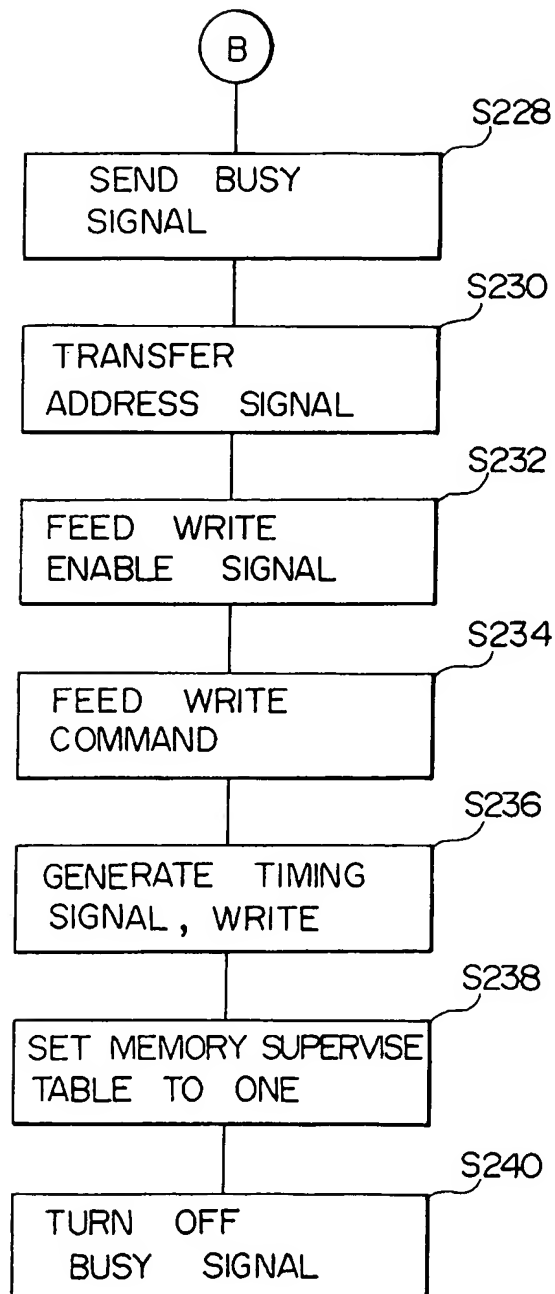 B
S228
SEND BUSY
SIGNAL
S230
TRANSFER
ADDRESS SIGNAL
S232
FEED WRITE
ENABLE SIGNAL
S234
FEED WRITE
COMMAND
S236
GENERATE TIMING
SIGNAL, WRITE
S238
SET MEMORY SUPERVISE
TABLE TO ONE
S240
TURN OFF
BUSY SIGNAL